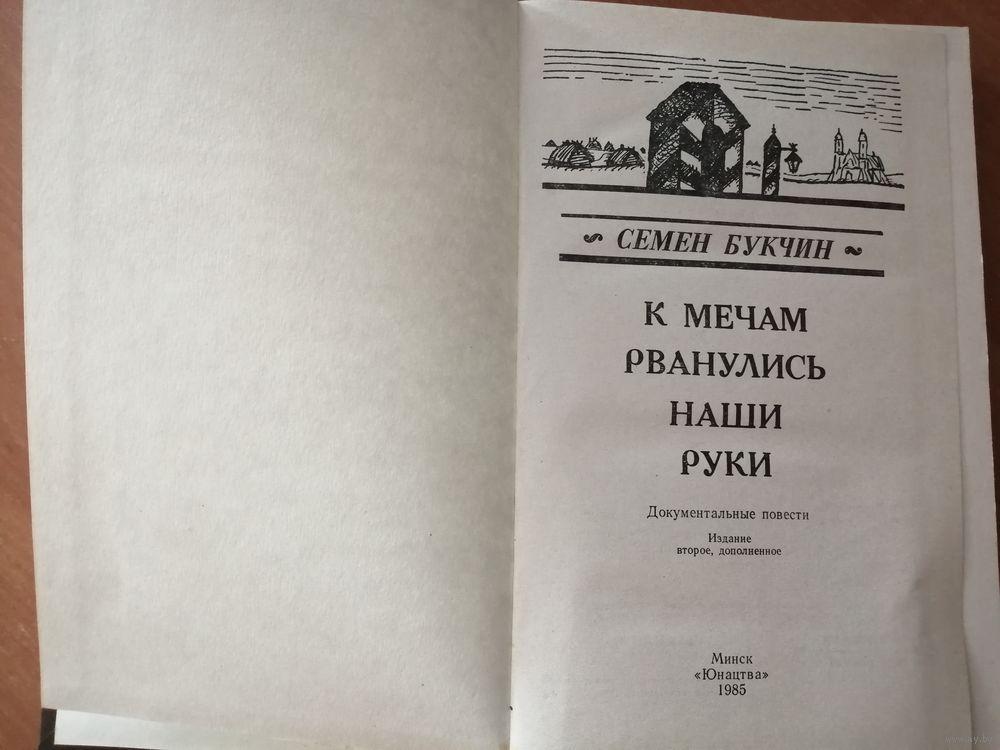 СЕМЕН БУКЧИН
К МЕЧАМ
РВАНУЛИСЬ
НАШИ
РУКИ
Документальные повести
Издание
второе, дополненное
Минск
«Юнацтва»
1985